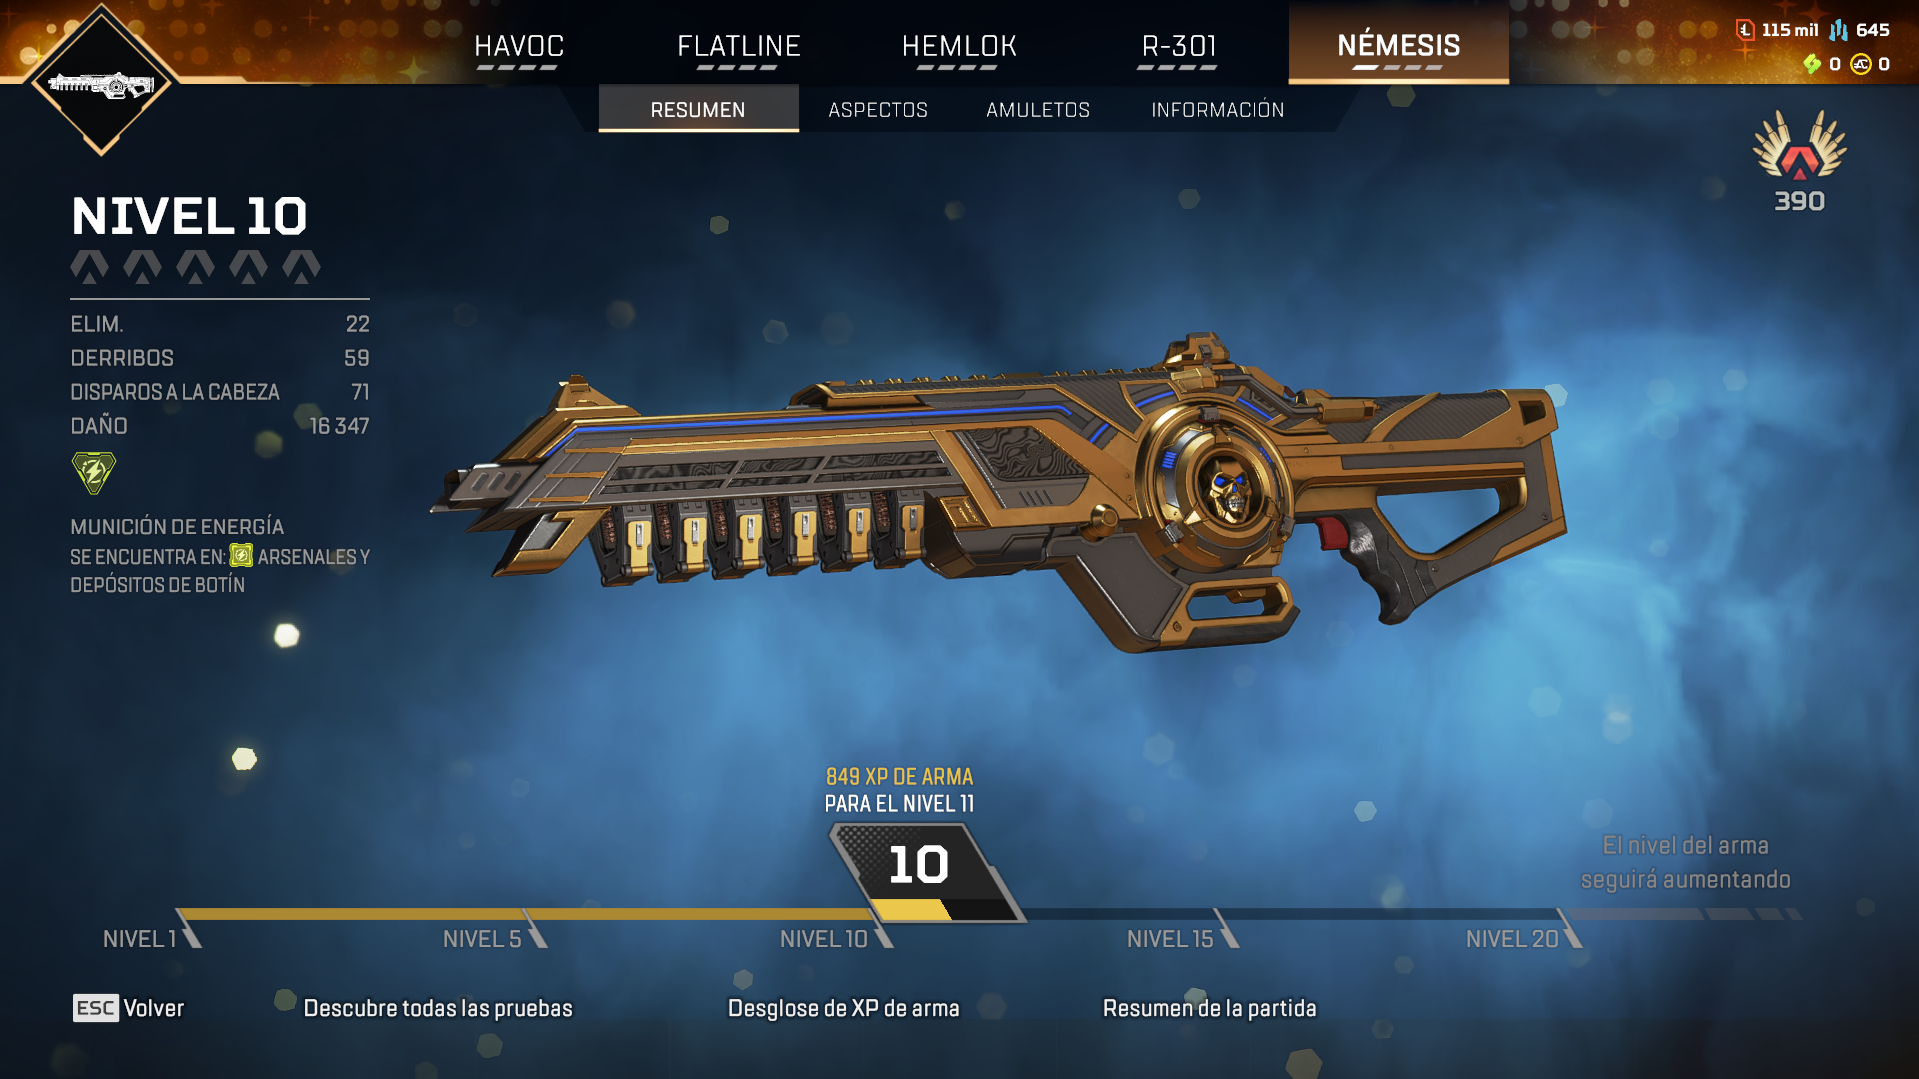 HAVOC
FLATLINE
HEMLOK
R-301
NÉMESIS
115 mil 645
0 0
RESUMEN
ASPECTOS
AMULETOS
INFORMACIÓN
390
NIVEL 10
ELIM. 22
DERRIBOS 59
DISPAROS A LA CABEZA 71
DAÑO 16 347
MUNICIÓN DE ENERGÍA
SE ENCUENTRA EN: ARSENALES Y
DEPÓSITOS DE BOTÍN
849 XP DE ARMA
PARA EL NIVEL 11
10
El nivel del arma
seguirá aumentando
NIVEL 1
NIVEL 5
NIVEL 10
NIVEL 15
NIVEL 20
ESC Volver
Descubre todas las pruebas
Desglose de XP de arma
Resumen de la partida